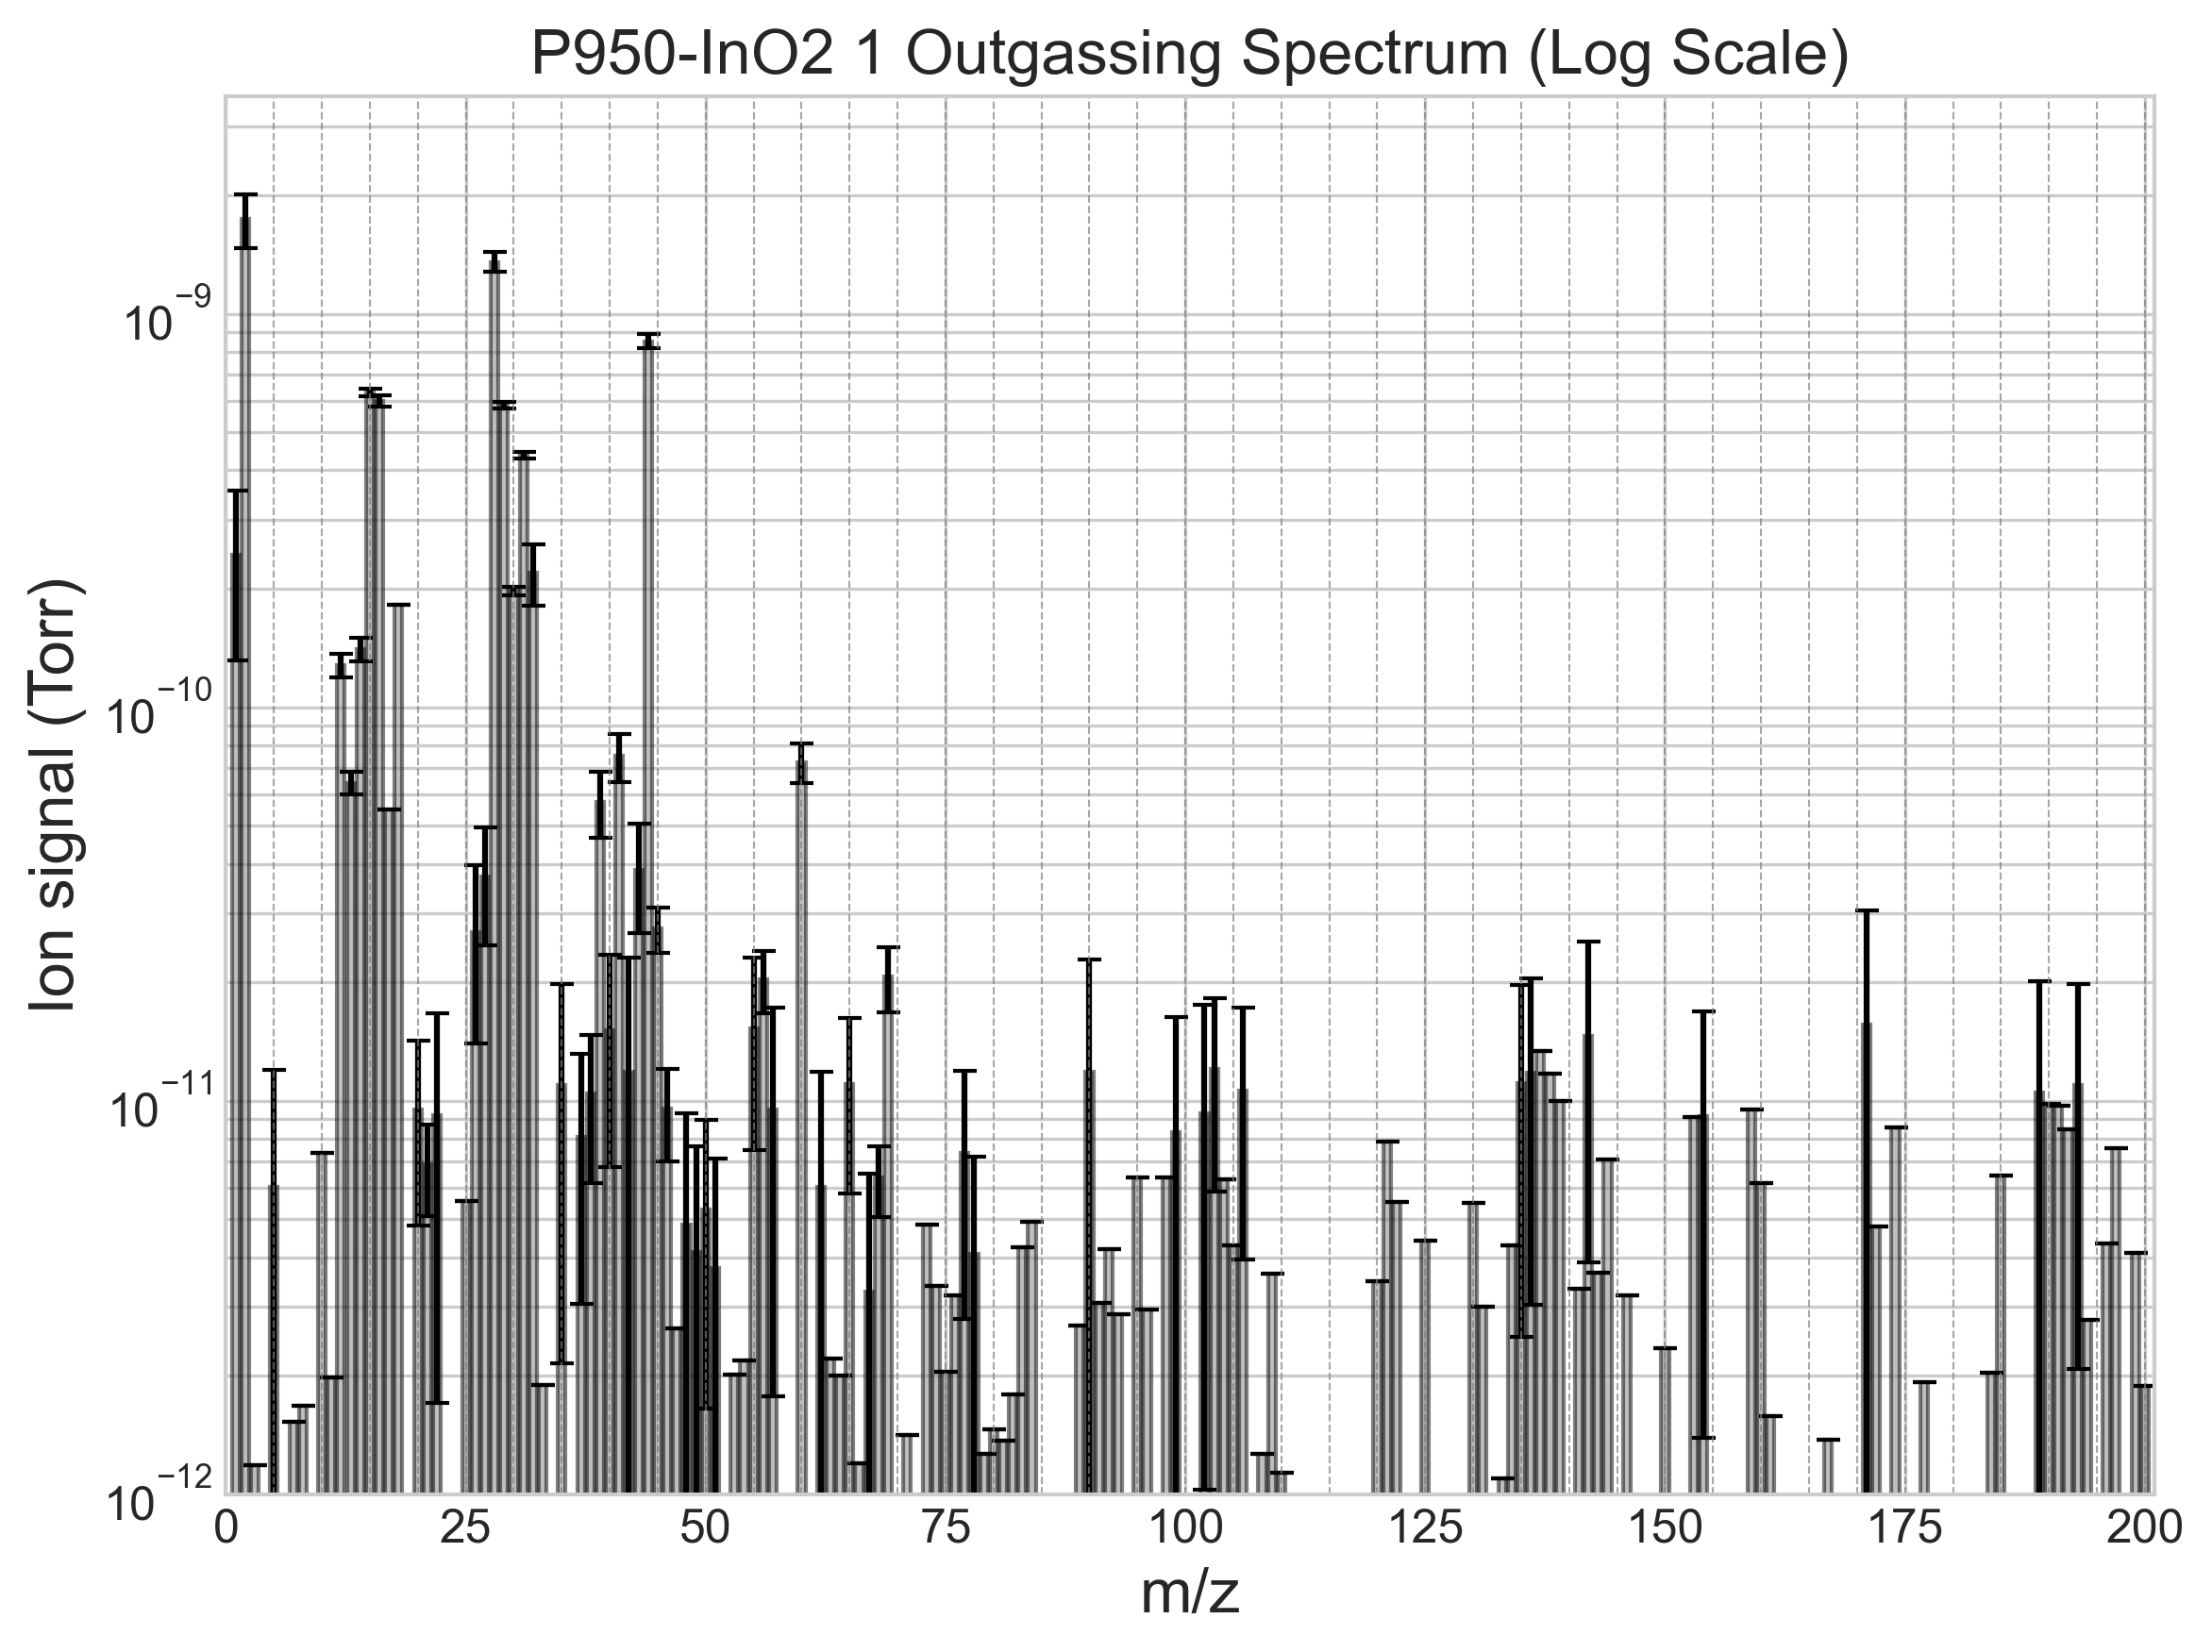 P950-InO2 1 Outgassing Spectrum (Log Scale)
Ion signal (Torr)
10⁻⁹
10⁻¹⁰
10⁻¹¹
10⁻¹²
0 25 50 75 100 125 150 175 200
m/z